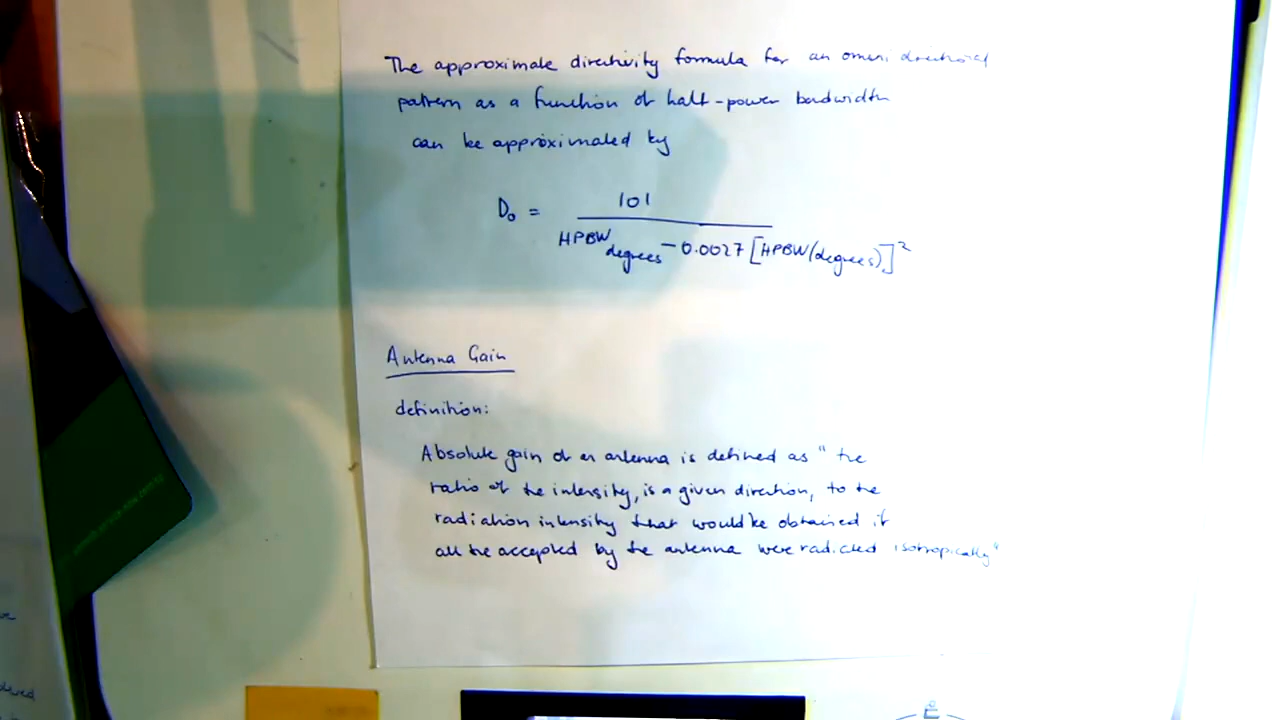 The approximate directivity formula for an omni directional
pattern as a function of half-power bandwidth
can be approximated by
D₀ = 101 / HPBW degrees - 0.0027 [HPBW(degrees)]²
Antenna Gain
definition:
Absolute gain of an antenna is defined as "the
ratio of the intensity, is a given direction, to the
radiation intensity that would be obtained if
all the accepted by the antenna were radiated isotropically"